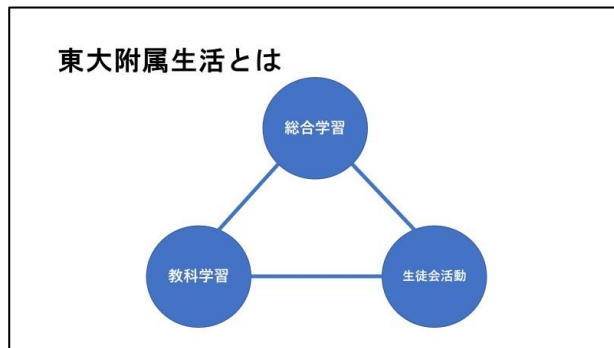 東大附属生活とは
総合学習
教科学習
生徒会活動